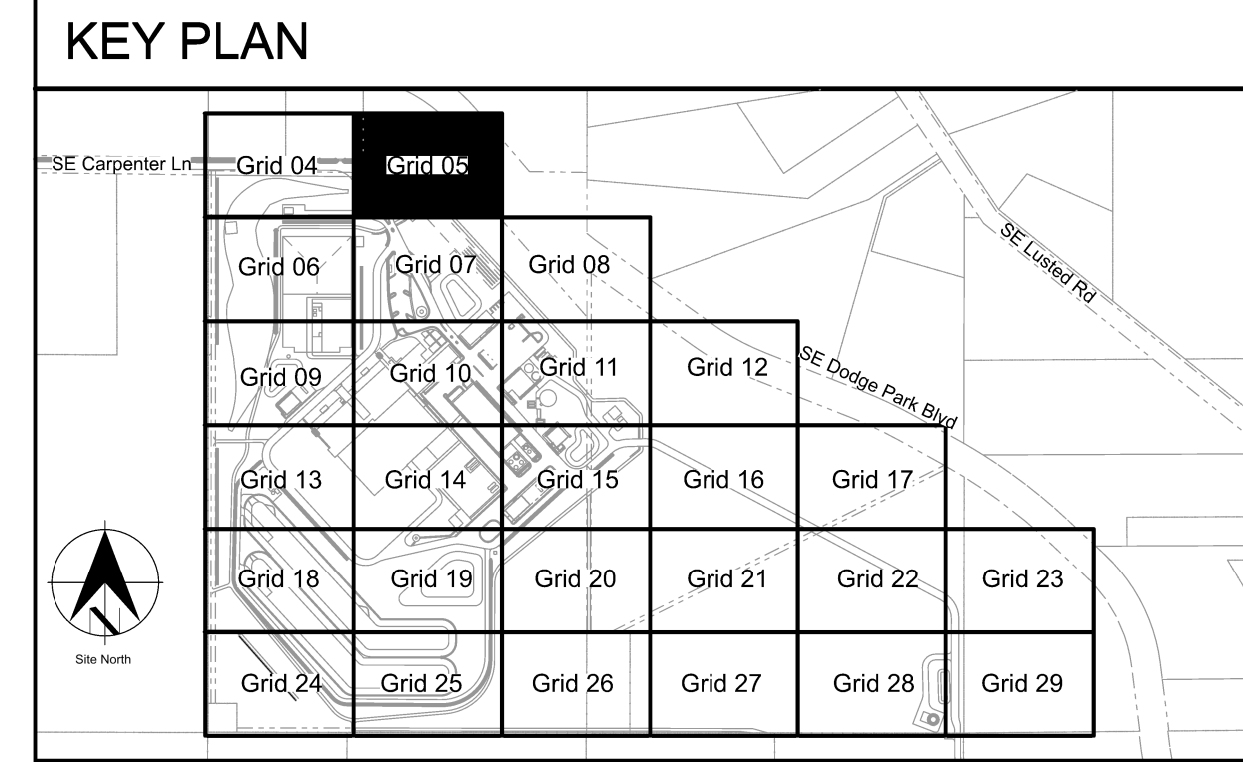 KEY PLAN
SE Carpenter Ln
Grid 04
Grid 05
SE Lusted Rd
Grid 06
Grid 07
Grid 08
Grid 09
Grid 10
Grid 11
Grid 12
SE Dodge Park Blvd
Grid 13
Grid 14
Grid 15
Grid 16
Grid 17
Grid 18
Grid 19
Grid 20
Grid 21
Grid 22
Grid 23
N
Site North
Grid 24
Grid 25
Grid 26
Grid 27
Grid 28
Grid 29